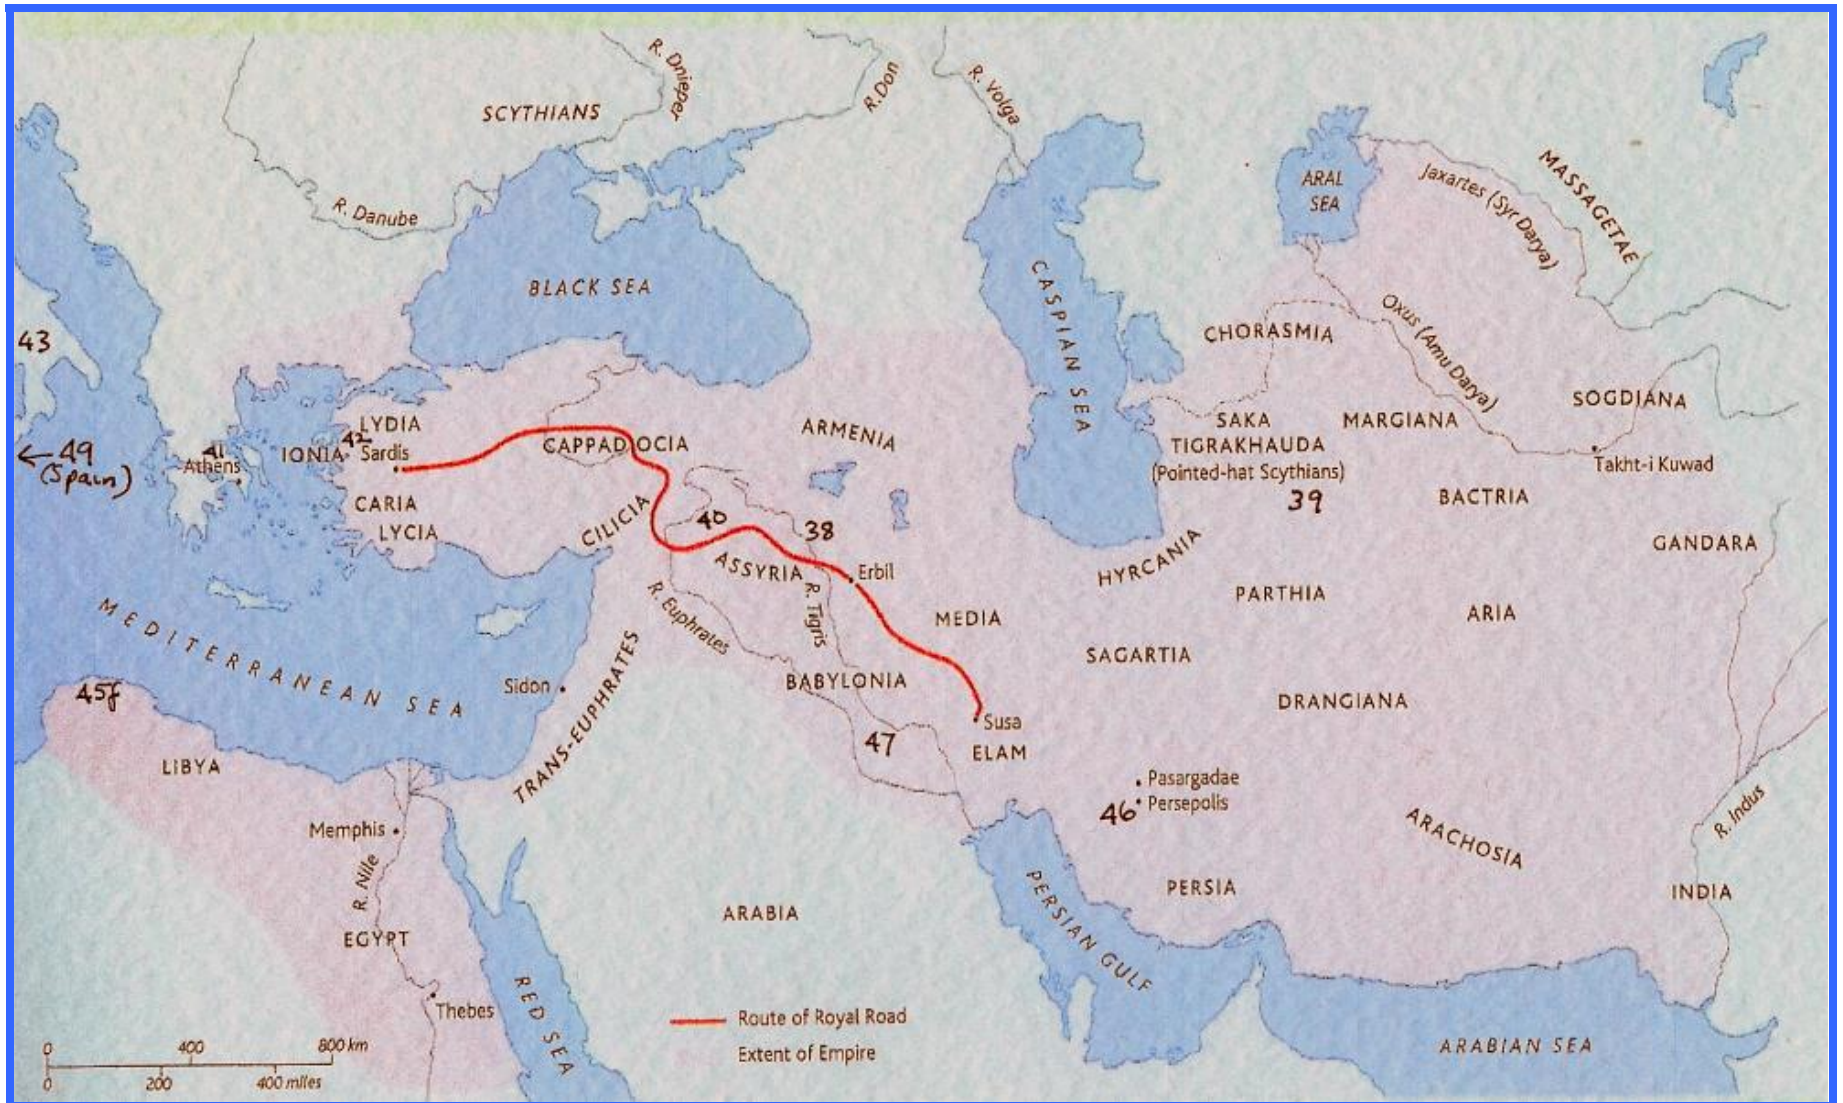 SCYTHIANS
R. Dnieper
R. Don
R. Volga
R. Danube
BLACK SEA
CASPIAN SEA
ARAL
SEA
Jaxartes (Syr Darya)
MASSAGETAE
Oxus (Amu Darya)
CHORASMIA
SOGDIANA
43
LYDIA
42
Sardis
IONIA
41
Athens
← 49
(Spain)
CARIA
LYCIA
CAPPADOCIA
ARMENIA
SAKA
TIGRAKHAUDA
(Pointed-hat Scythians)
39
MARGIANA
Takht-i Kuwad
BACTRIA
GANDARA
CILICIA
40
38
ASSYRIA
Erbil
R. Tigris
R. Euphrates
HYRCANIA
PARTHIA
ARIA
MEDIA
SAGARTIA
DRANGIANA
MEDITERRANEAN SEA
Sidon
TRANS-EUPHRATES
BABYLONIA
47
Susa
ELAM
45f
LIBYA
Pasargadae
46
Persepolis
ARACHOSIA
R. Indus
INDIA
PERSIA
Memphis
R. Nile
EGYPT
Thebes
RED SEA
ARABIA
PERSIAN GULF
ARABIAN SEA
Route of Royal Road
Extent of Empire
0 400 800 km
0 200 400 miles